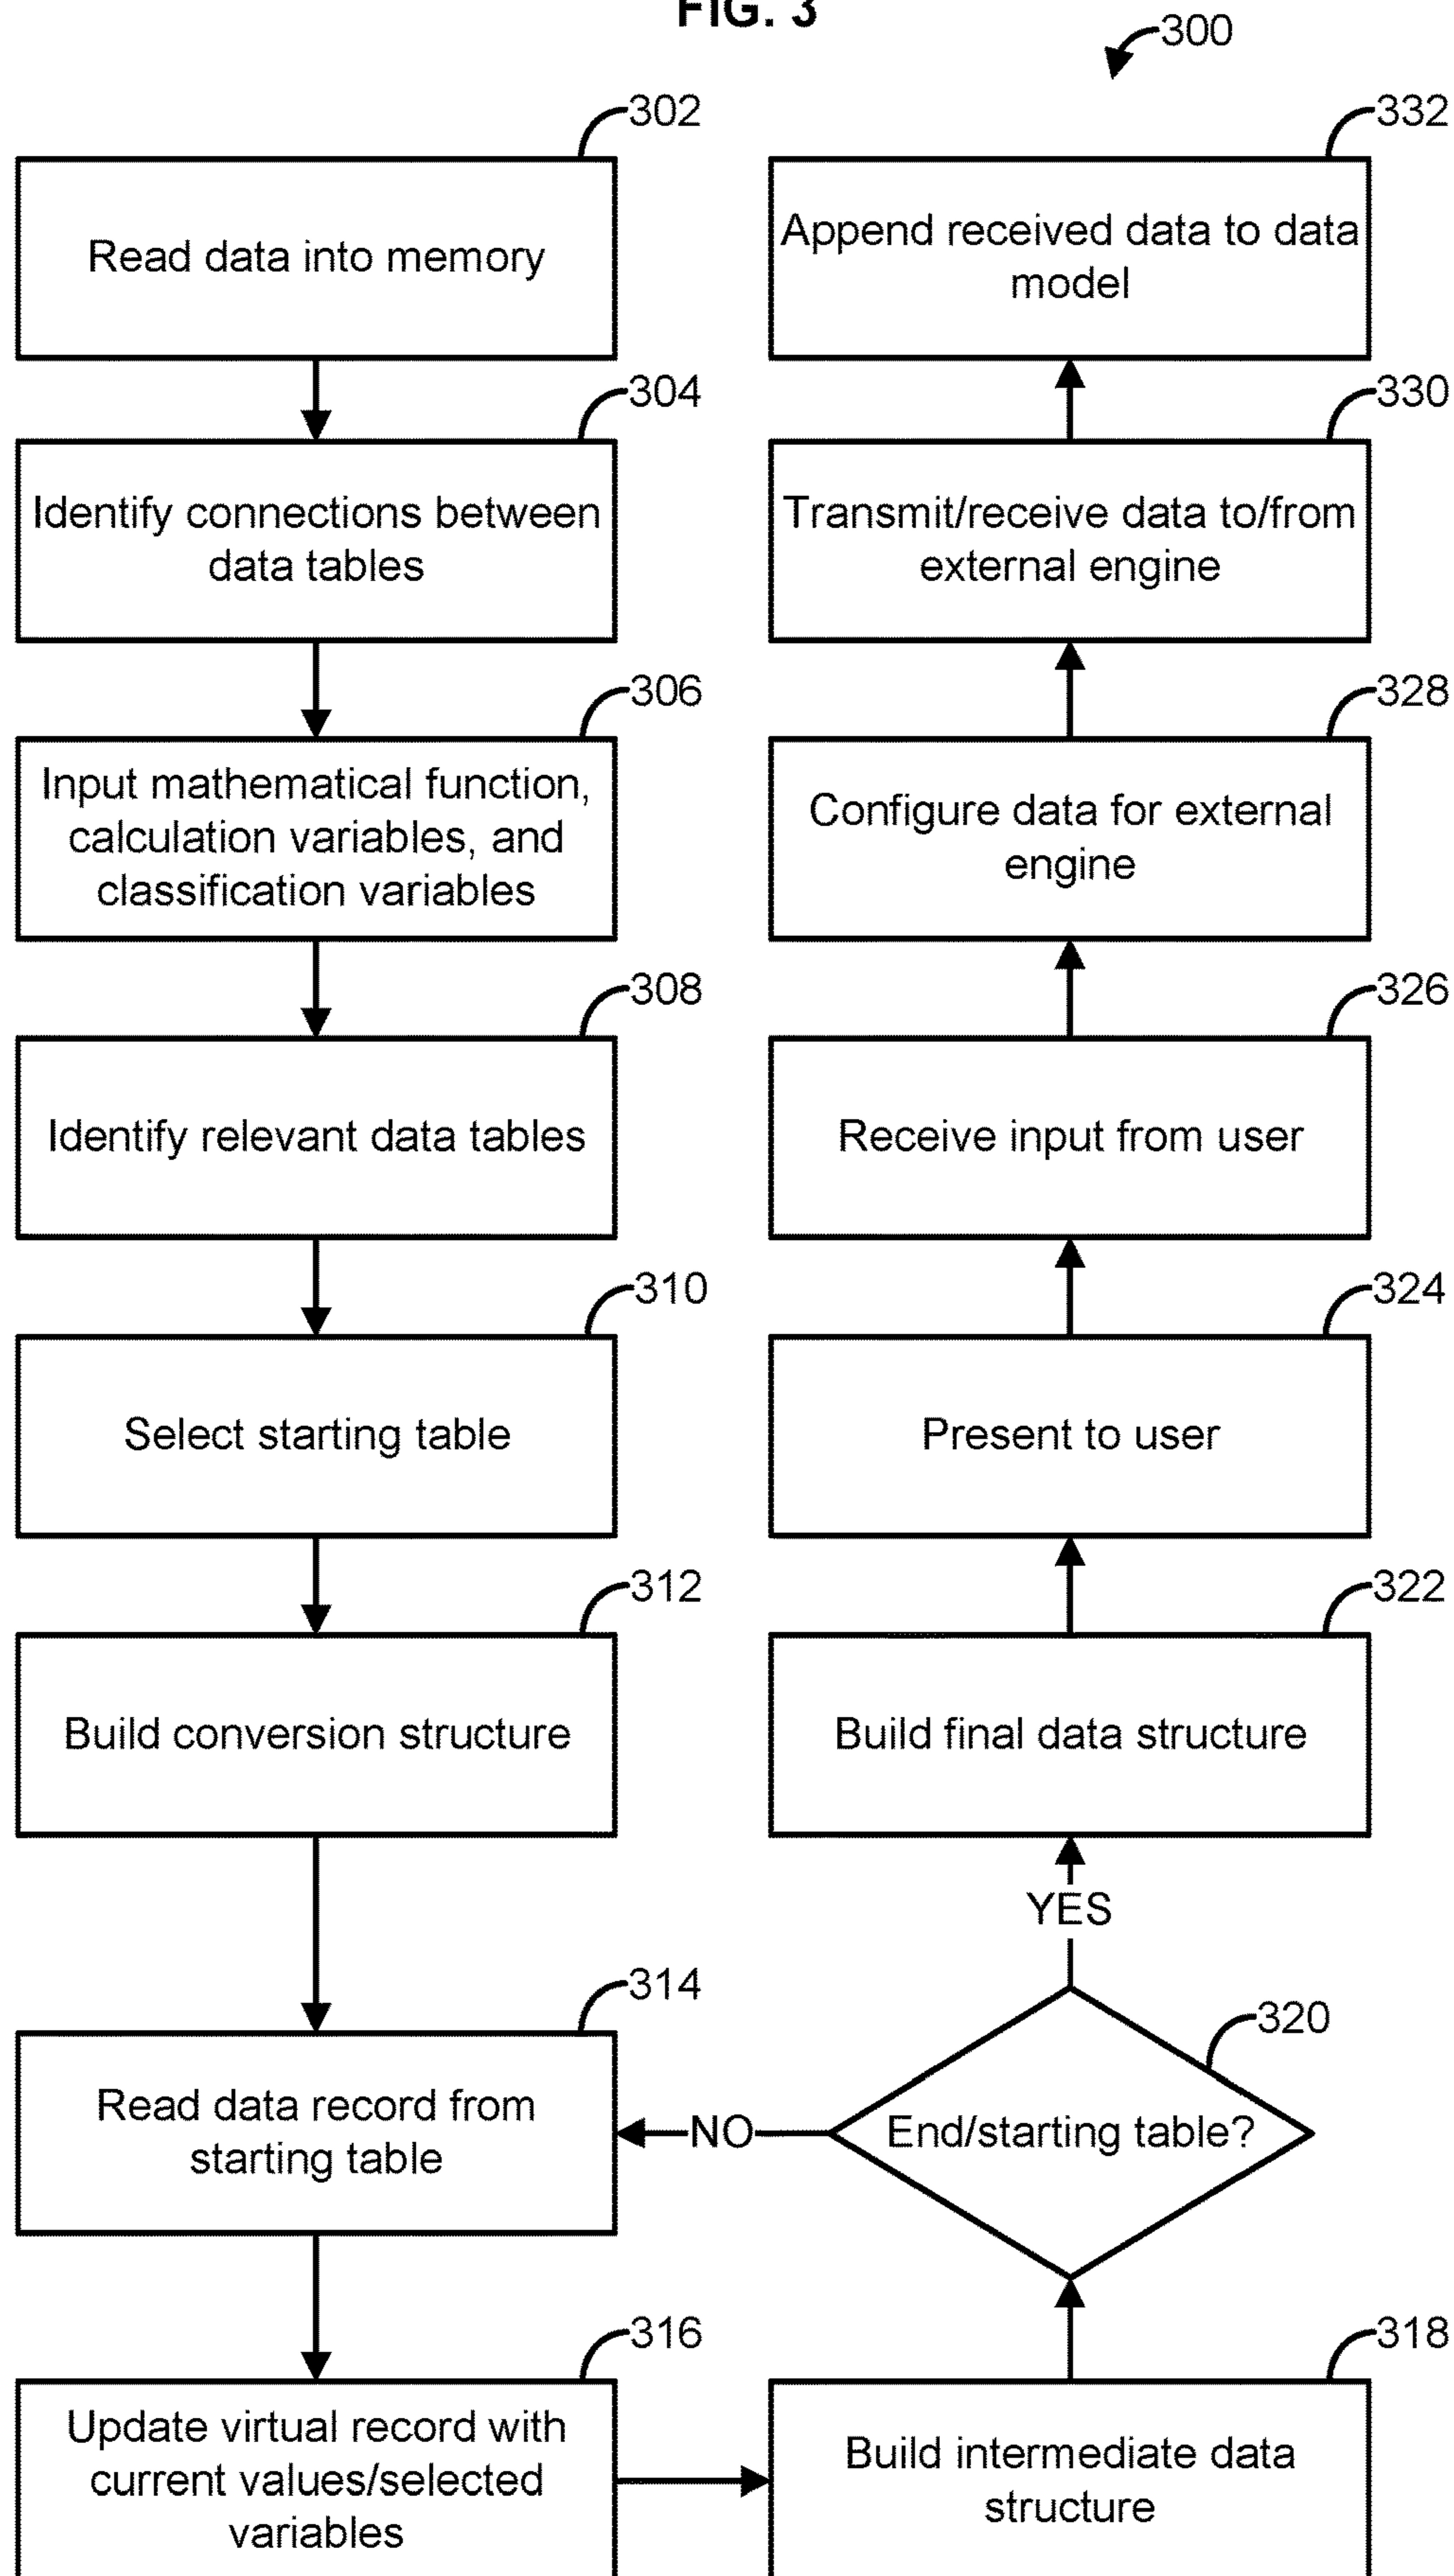 FIG. 3
300
302
Read data into memory
304
Identify connections between
data tables
306
Input mathematical function,
calculation variables, and
classification variables
308
Identify relevant data tables
310
Select starting table
312
Build conversion structure
314
Read data record from
starting table
316
Update virtual record with
current values/selected
variables
318
Build intermediate data
structure
320
End/starting table?
NO
YES
322
Build final data structure
324
Present to user
326
Receive input from user
328
Configure data for external
engine
330
Transmit/receive data to/from
external engine
332
Append received data to data
model